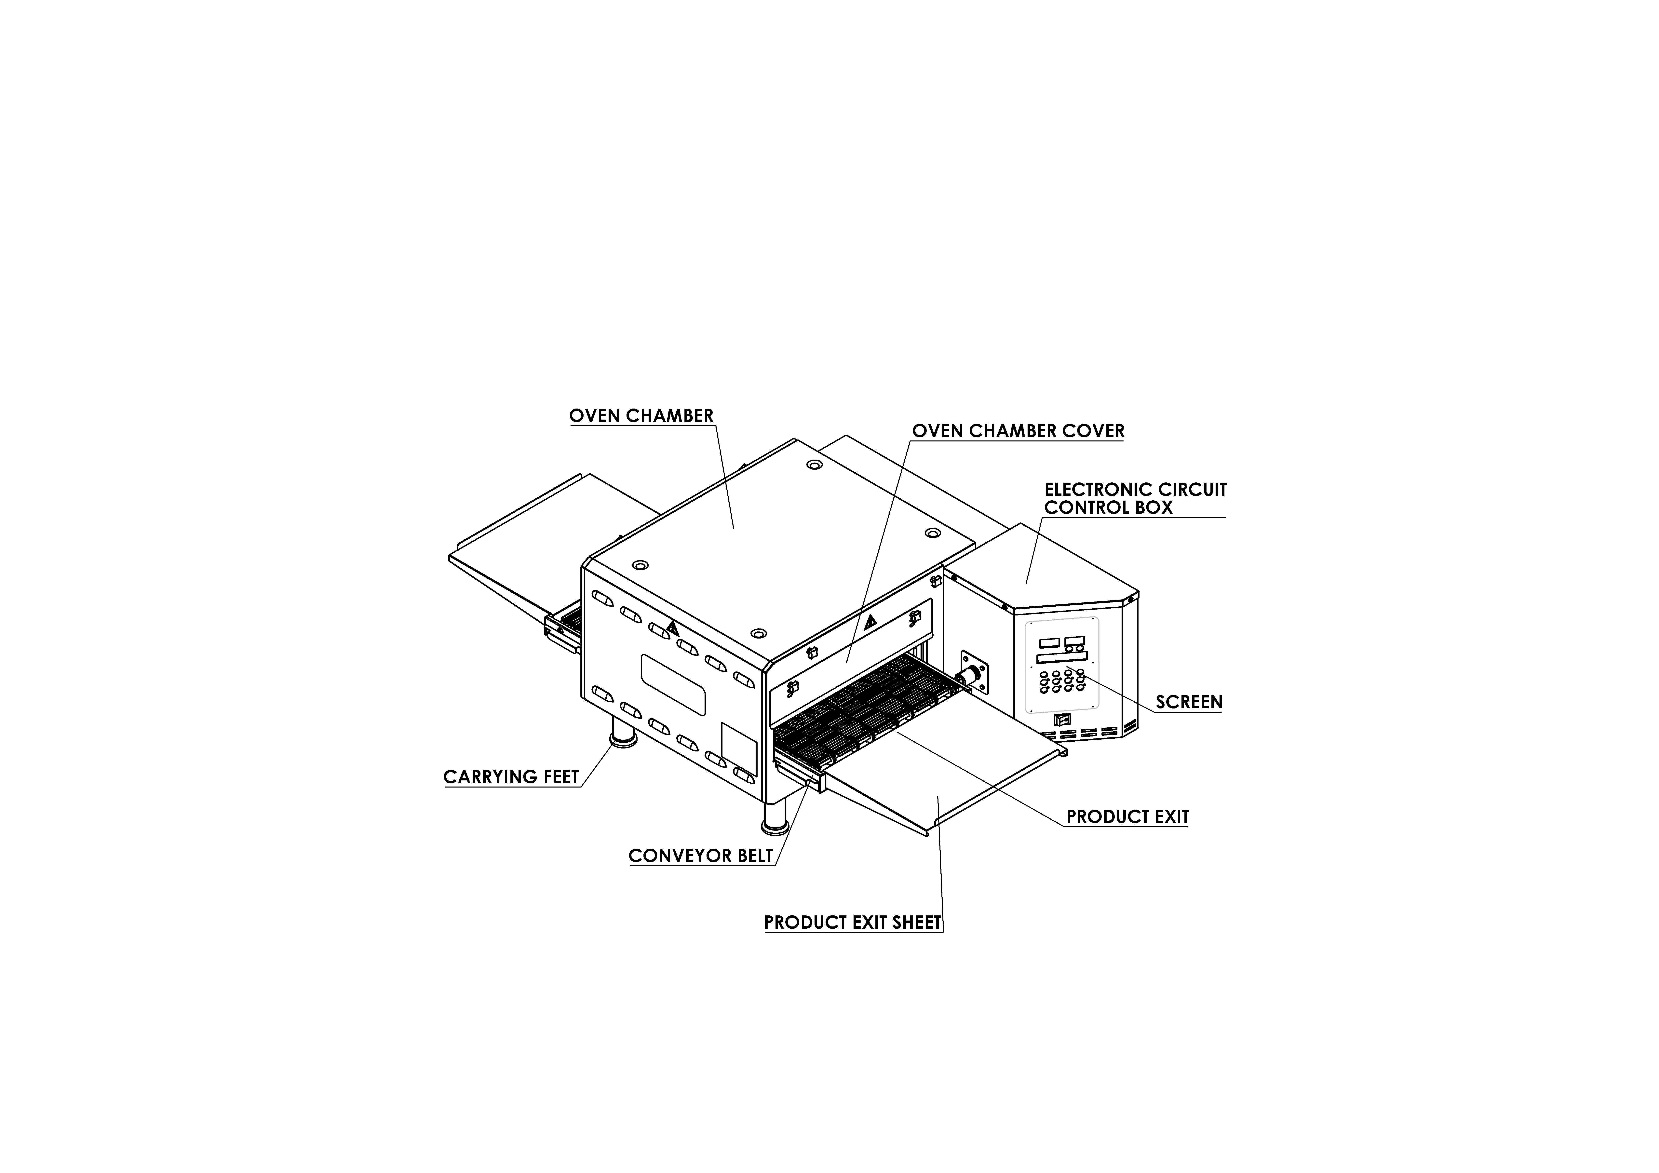 OVEN CHAMBER
OVEN CHAMBER COVER
ELECTRONIC CIRCUIT
CONTROL BOX
SCREEN
CARRYING FEET
PRODUCT EXIT
CONVEYOR BELT
PRODUCT EXIT SHEET